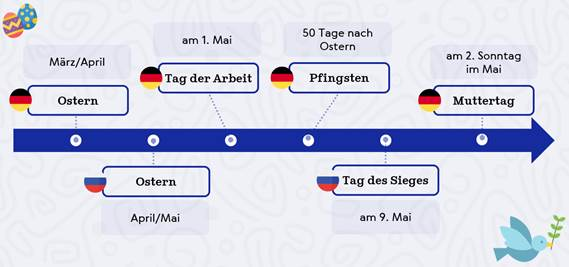 März/April
Ostern
am 1. Mai
Tag der Arbeit
50 Tage nach
Ostern
Pfingsten
am 2. Sonntag
im Mai
Muttertag
Ostern
April/Mai
Tag des Sieges
am 9. Mai